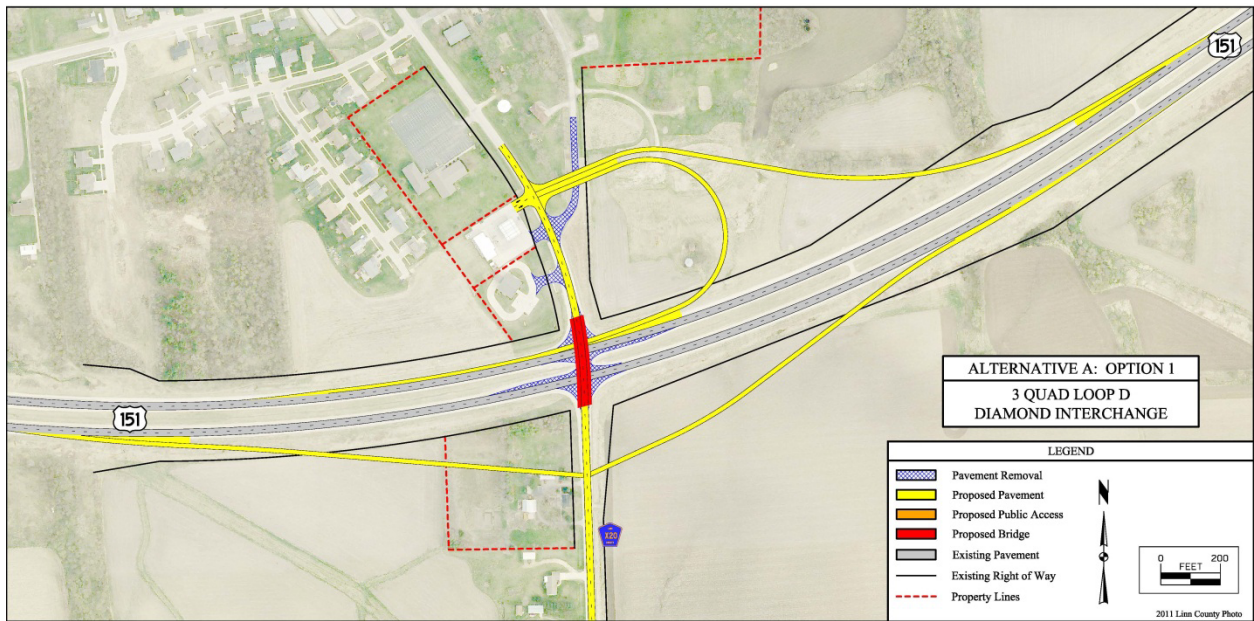 151
151
ALTERNATIVE A: OPTION 1
3 QUAD LOOP D
DIAMOND INTERCHANGE
LEGEND
Pavement Removal
Proposed Pavement
Proposed Public Access
Proposed Bridge
Existing Pavement
Existing Right of Way
Property Lines
N
0 200
FEET
X20
2011 Linn County Photo